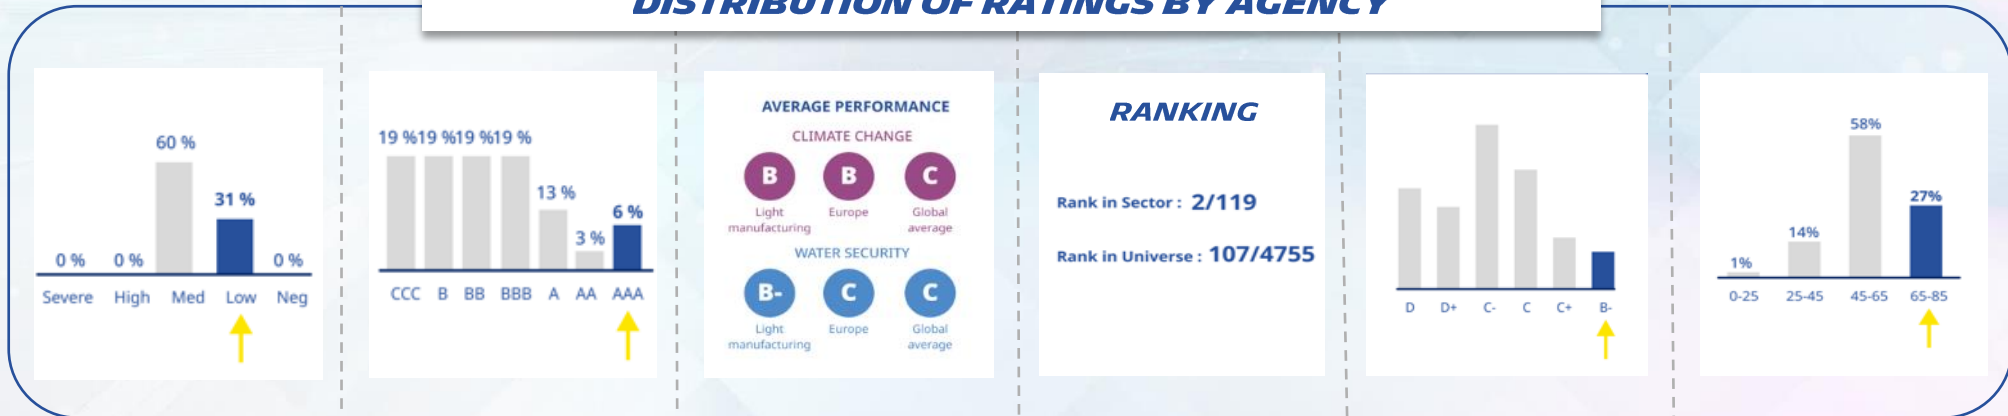 DISTRIBUTION OF RATINGS BY AGENCY
60 %
31 %
0 % 0 % 0 %
Severe High Med Low Neg
19 % 19 % 19 % 19 %
13 %
6 %
3 %
CCC B BB BBB A AA AAA
AVERAGE PERFORMANCE
CLIMATE CHANGE
B B C
Light manufacturing Europe Global average
WATER SECURITY
B- C C
Light manufacturing Europe Global average
RANKING
Rank in Sector : 2/119
Rank in Universe : 107/4755
D D+ C- C C+ B-
58%
27%
14%
1%
0-25 25-45 45-65 65-85